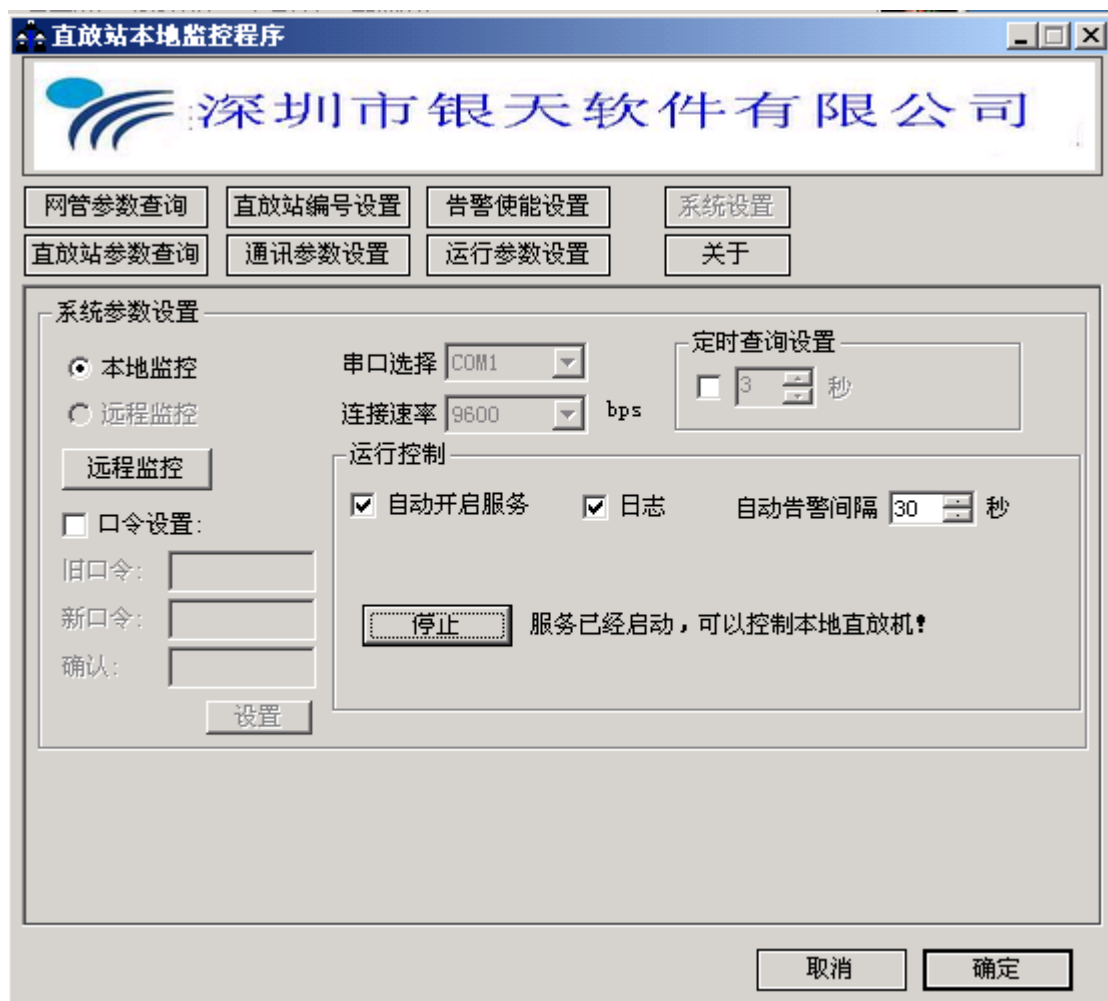 直放站本地监控程序
深圳市银天软件有限公司
网管参数查询 直放站编号设置 告警使能设置 系统设置
直放站参数查询 通讯参数设置 运行参数设置 关于
系统参数设置
本地监控 串口选择 COM1 定时查询设置
3 秒
远程监控 连接速率 9600 bps
远程监控 运行控制
自动开启服务 日志 自动告警间隔 30 秒
口令设置:
旧口令:
新口令: 停止 服务已经启动，可以控制本地直放机!
确认:
设置
取消 确定